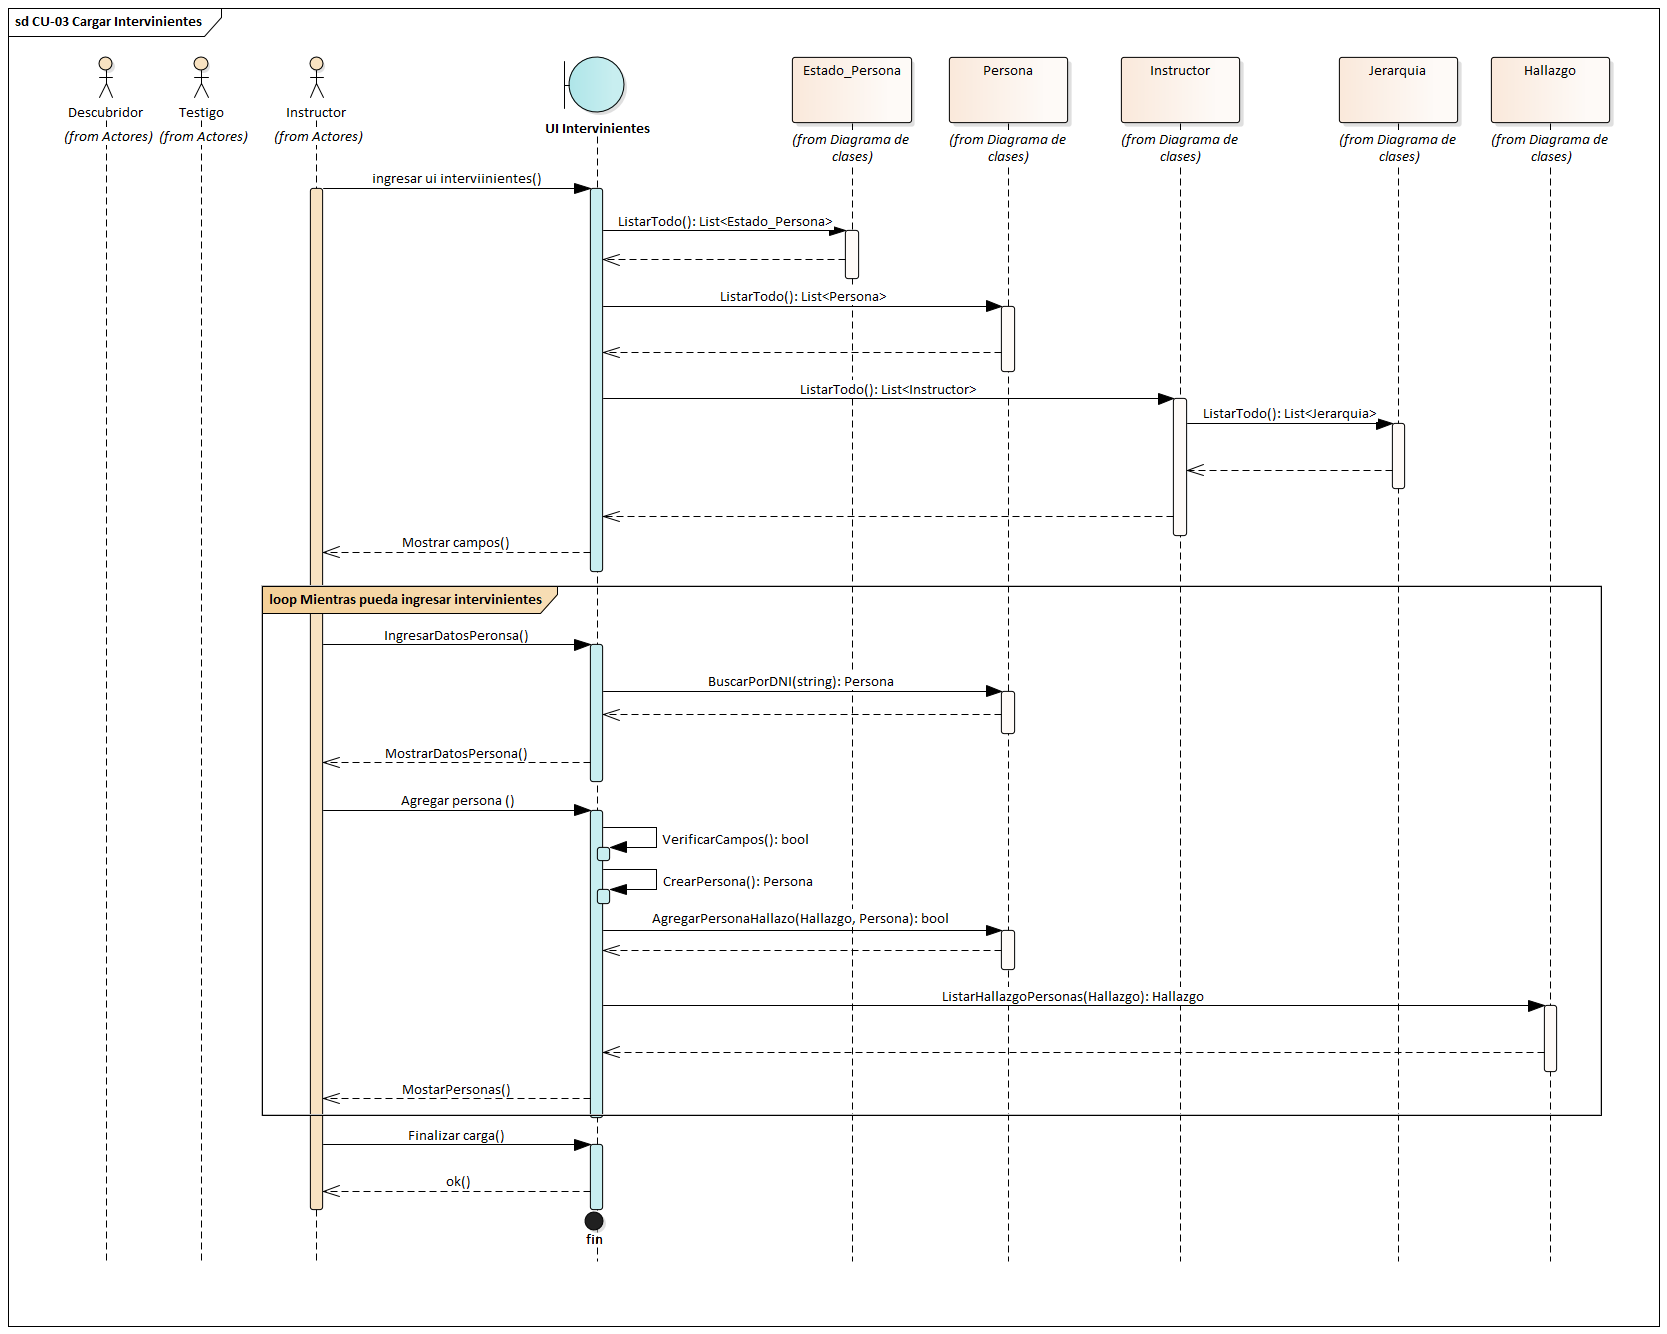 sd CU-03 Cargar Intervinientes
Descubridor
(from Actores)
Testigo
(from Actores)
Instructor
(from Actores)
UI Intervinientes
Estado_Persona
(from Diagrama de
clases)
Persona
(from Diagrama de
clases)
Instructor
(from Diagrama de
clases)
Jerarquia
(from Diagrama de
clases)
Hallazgo
(from Diagrama de
clases)
ingresar ui interviinientes()
ListarTodo(): List<Estado_Persona>
ListarTodo(): List<Persona>
ListarTodo(): List<Instructor>
ListarTodo(): List<Jerarquia>
Mostrar campos()
loop Mientras pueda ingresar intervinientes
IngresarDatosPeronsa()
BuscarPorDNI(string): Persona
MostrarDatosPersona()
Agregar persona ()
VerificarCampos(): bool
CrearPersona(): Persona
AgregarPersonaHallazo(Hallazgo, Persona): bool
ListarHallazgoPersonas(Hallazgo): Hallazgo
MostarPersonas()
Finalizar carga()
ok()
fin